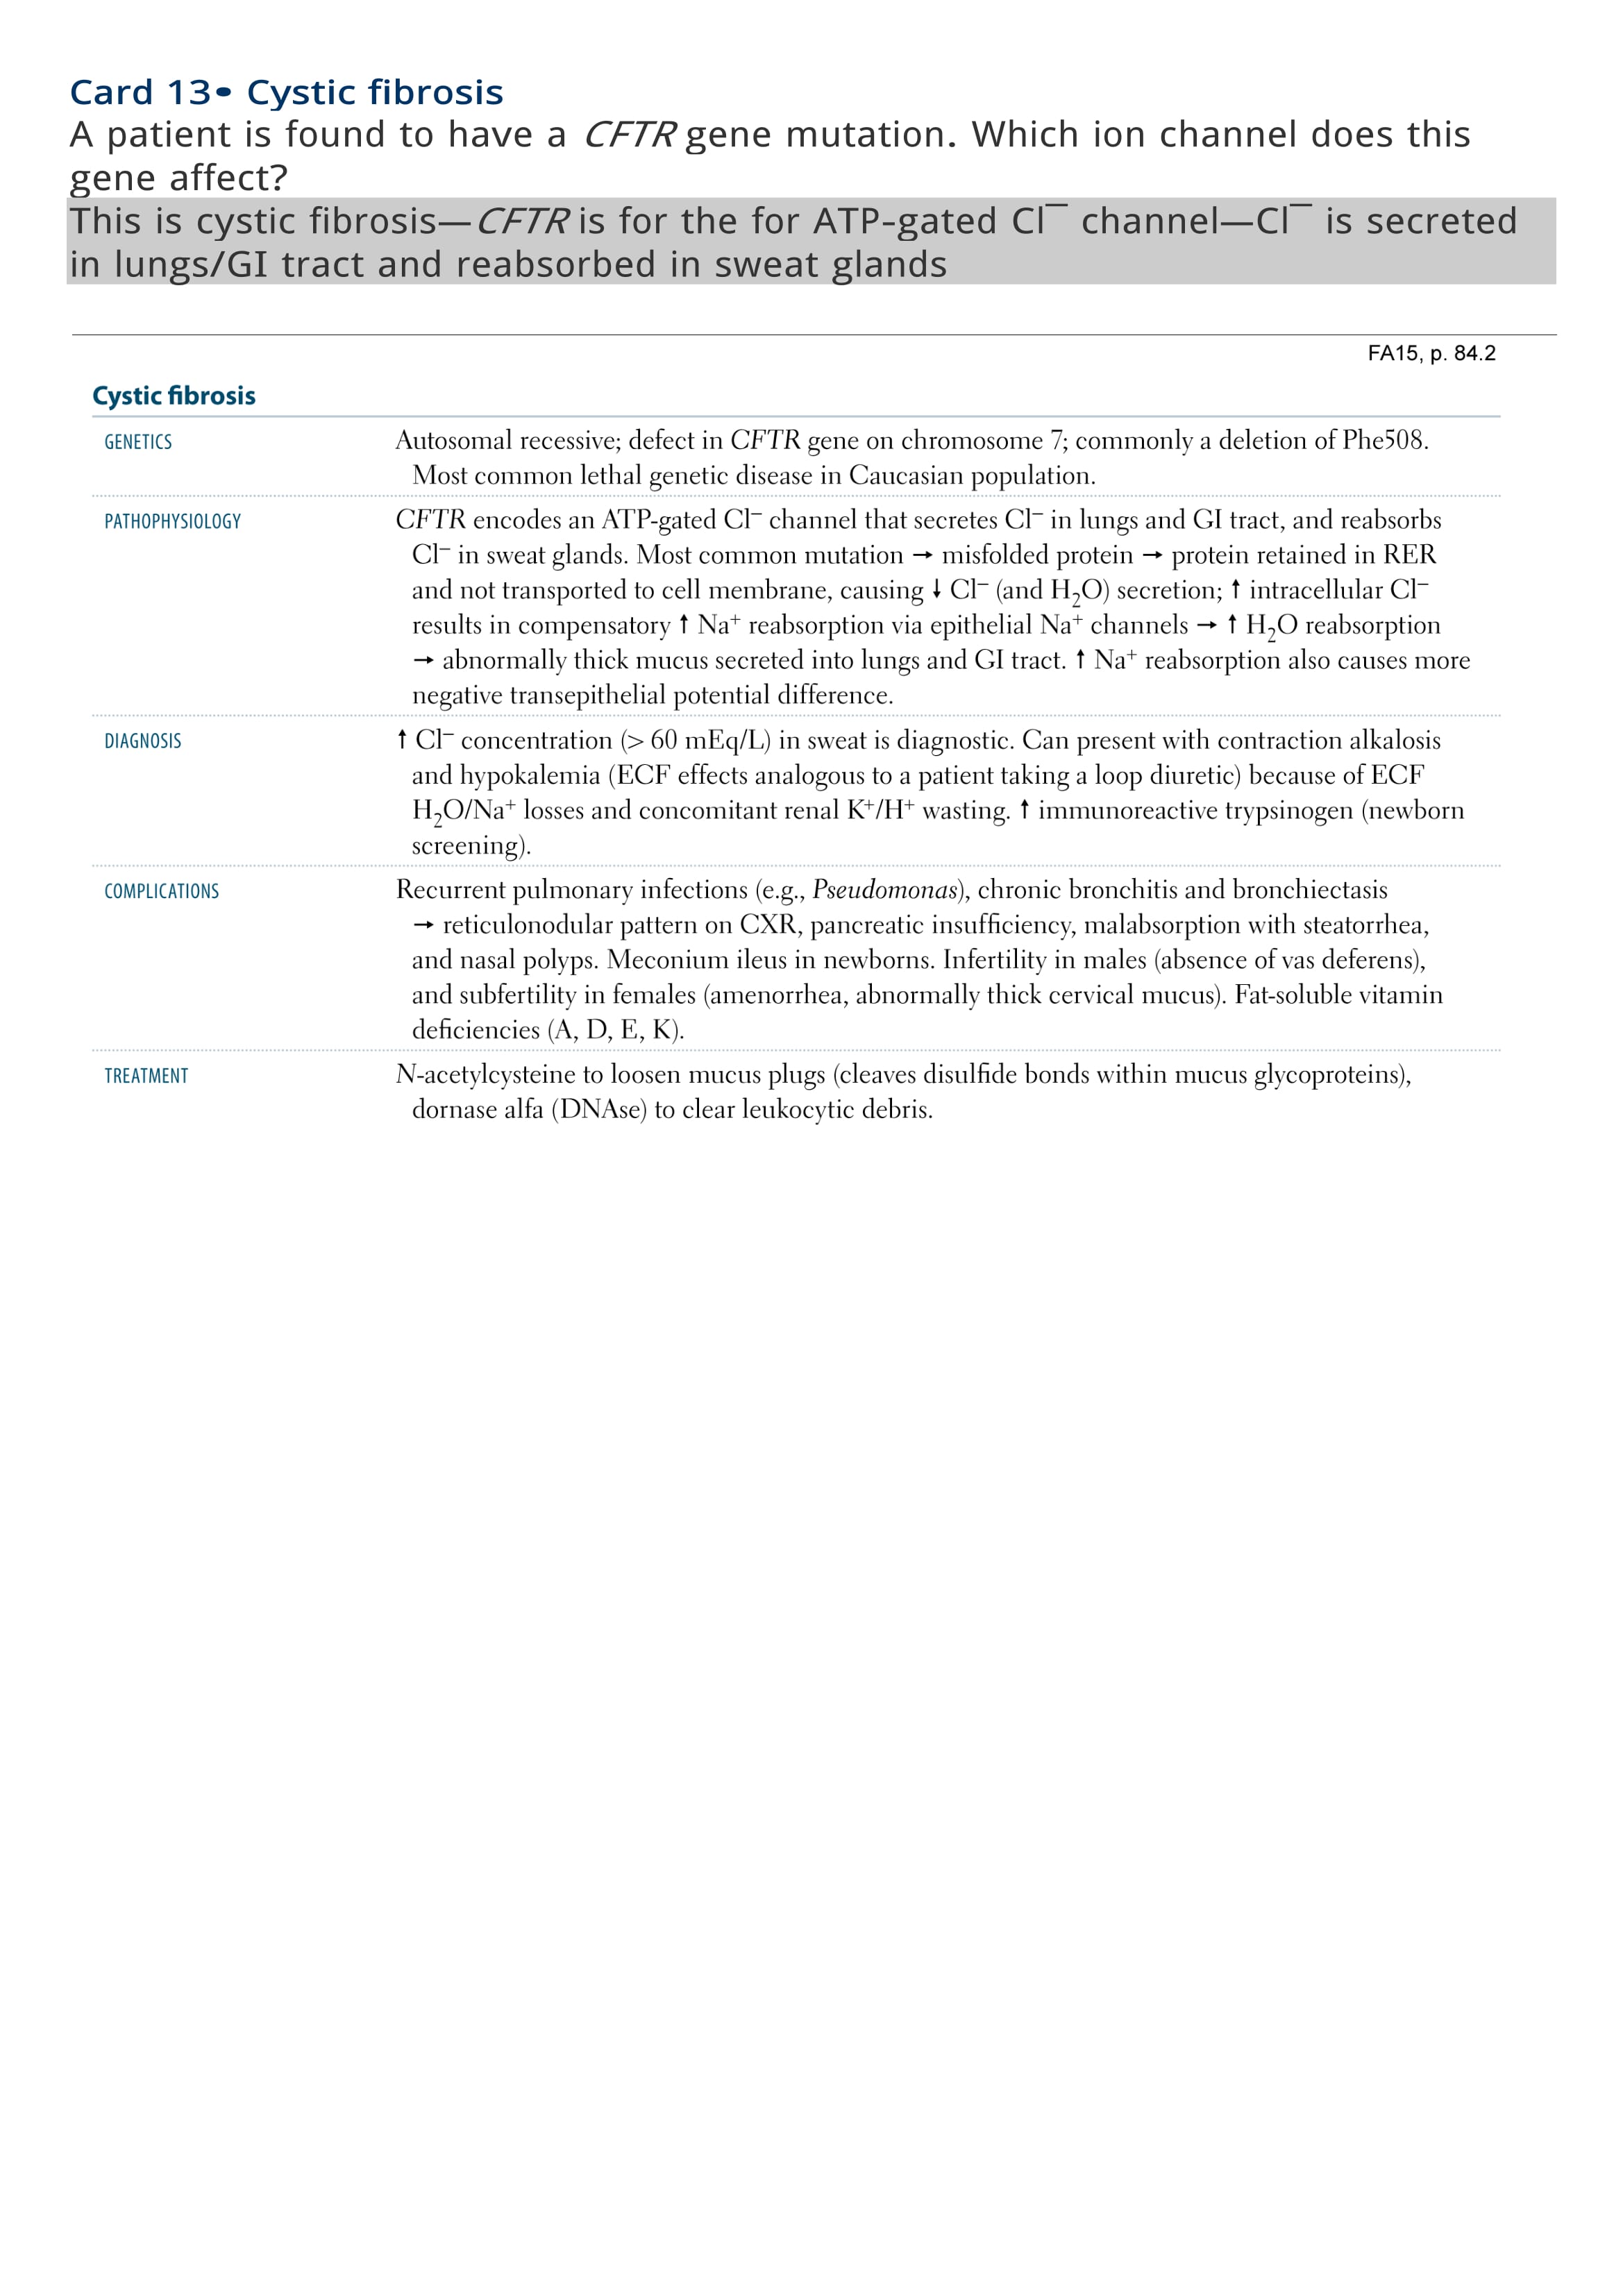 Card 13• Cystic fibrosis
A patient is found to have a CFTR gene mutation. Which ion channel does this
gene affect?
This is cystic fibrosis—CFTR is for the for ATP-gated Cl¯ channel—Cl¯ is secreted
in lungs/GI tract and reabsorbed in sweat glands
FA15, p. 84.2
Cystic fibrosis
GENETICS Autosomal recessive; defect in CFTR gene on chromosome 7; commonly a deletion of Phe508.
Most common lethal genetic disease in Caucasian population.
PATHOPHYSIOLOGY CFTR encodes an ATP-gated Cl⁻ channel that secretes Cl⁻ in lungs and GI tract, and reabsorbs
Cl⁻ in sweat glands. Most common mutation → misfolded protein → protein retained in RER
and not transported to cell membrane, causing ↓ Cl⁻ (and H₂O) secretion; ↑ intracellular Cl⁻
results in compensatory ↑ Na⁺ reabsorption via epithelial Na⁺ channels → ↑ H₂O reabsorption
→ abnormally thick mucus secreted into lungs and GI tract. ↑ Na⁺ reabsorption also causes more
negative transepithelial potential difference.
DIAGNOSIS ↑ Cl⁻ concentration (> 60 mEq/L) in sweat is diagnostic. Can present with contraction alkalosis
and hypokalemia (ECF effects analogous to a patient taking a loop diuretic) because of ECF
H₂O/Na⁺ losses and concomitant renal K⁺/H⁺ wasting. ↑ immunoreactive trypsinogen (newborn
screening).
COMPLICATIONS Recurrent pulmonary infections (e.g., Pseudomonas), chronic bronchitis and bronchiectasis
→ reticulonodular pattern on CXR, pancreatic insufficiency, malabsorption with steatorrhea,
and nasal polyps. Meconium ileus in newborns. Infertility in males (absence of vas deferens),
and subfertility in females (amenorrhea, abnormally thick cervical mucus). Fat-soluble vitamin
deficiencies (A, D, E, K).
TREATMENT N-acetylcysteine to loosen mucus plugs (cleaves disulfide bonds within mucus glycoproteins),
dornase alfa (DNAse) to clear leukocytic debris.